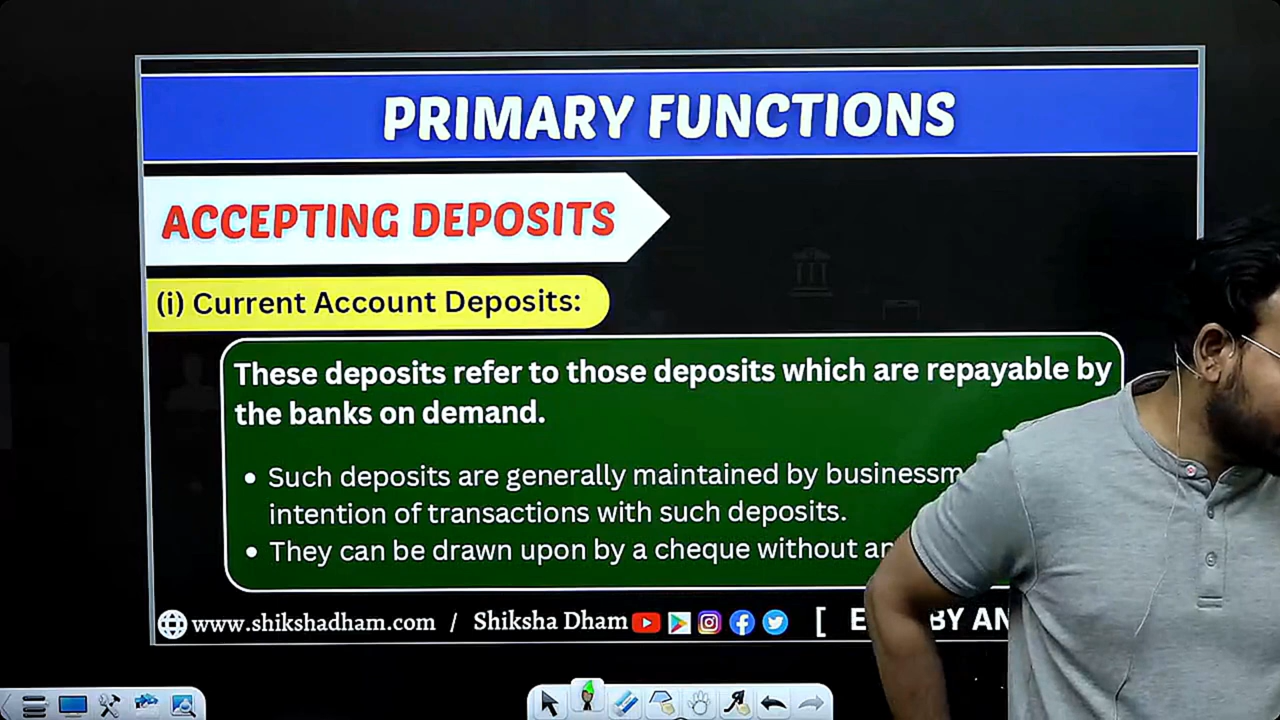 PRIMARY FUNCTIONS
ACCEPTING DEPOSITS
(i) Current Account Deposits:
These deposits refer to those deposits which are repayable by
the banks on demand.
• Such deposits are generally maintained by
intention of transactions with such deposits.
• They can be drawn upon by a cheque without
www.shikshadham.com / Shiksha Dham [ BY